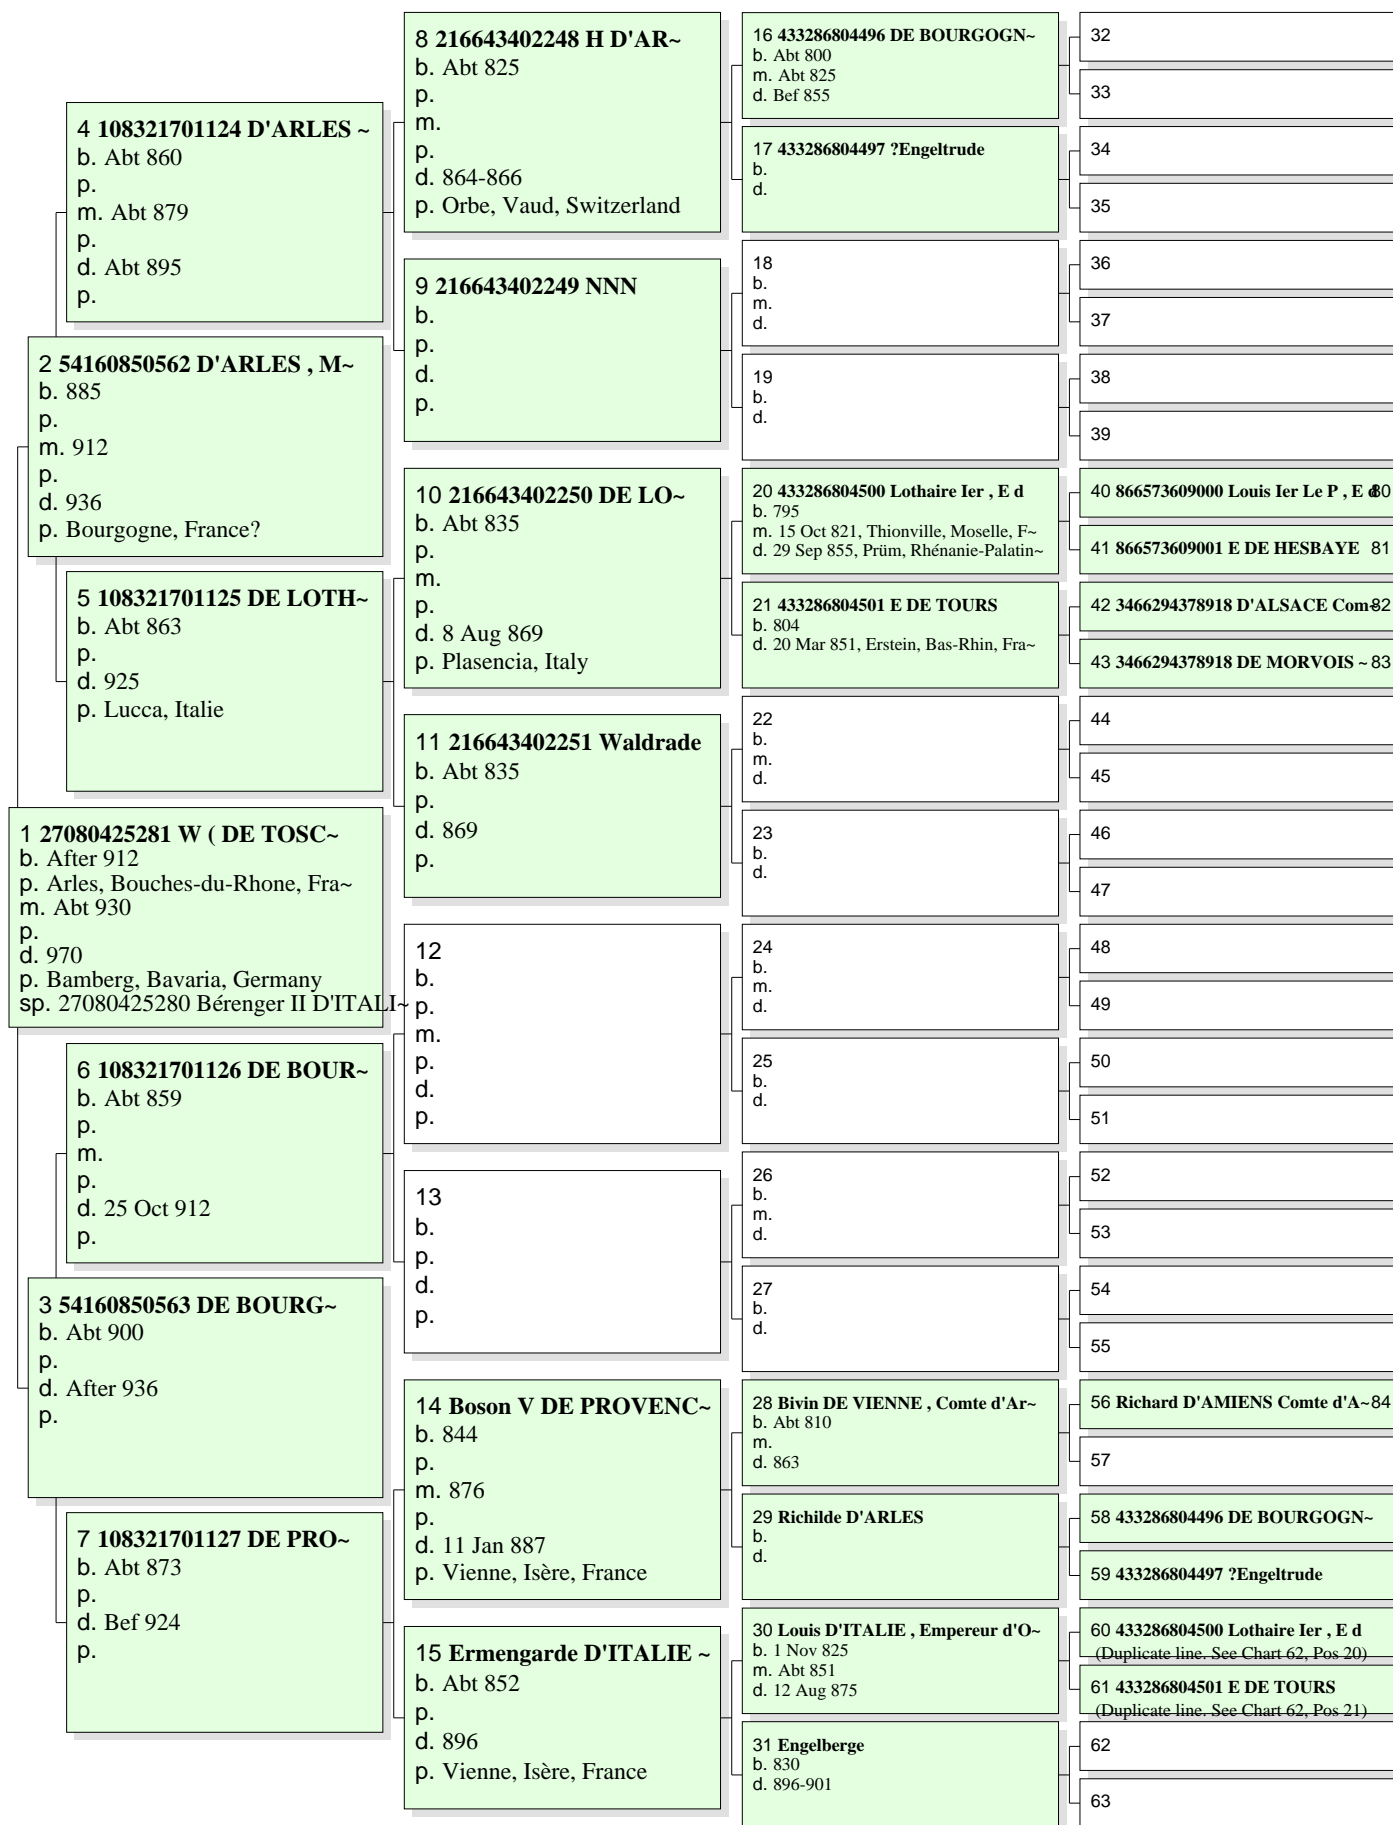 8 216643402248 H D'AR~
b. Abt 825
p.
m.
p.
d. 864-866
p. Orbe, Vaud, Switzerland
16 433286804496 DE BOURGOGN~
b. Abt 800
m. Abt 825
d. Bef 855
32
33
4 108321701124 D'ARLES ~
b. Abt 860
p.
m. Abt 879
p.
d. Abt 895
p.
17 433286804497 ?Engeltrude
b.
d.
34
35
9 216643402249 NNN
b.
p.
d.
p.
18
b.
m.
d.
36
37
2 54160850562 D'ARLES , M~
b. 885
p.
m. 912
p.
d. 936
p. Bourgogne, France?
19
b.
d.
38
39
10 216643402250 DE LO~
b. Abt 835
p.
m.
p.
d. 8 Aug 869
p. Plasencia, Italy
20 433286804500 Lothaire Ier , E d
b. 795
m. 15 Oct 821, Thionville, Moselle, F~
d. 29 Sep 855, Prüm, Rhénanie-Palatin~
40 866573609000 Louis Ier Le P , E d 80
41 866573609001 E DE HESBAYE 81
5 108321701125 DE LOTH~
b. Abt 863
p.
d. 925
p. Lucca, Italie
21 433286804501 E DE TOURS
b. 804
d. 20 Mar 851, Erstein, Bas-Rhin, Fra~
42 3466294378918 D'ALSACE Com~ 82
43 3466294378918 DE MORVOIS ~ 83
11 216643402251 Waldrade
b. Abt 835
p.
d. 869
p.
22
b.
m.
d.
44
45
1 27080425281 W ( DE TOSC~
b. After 912
p. Arles, Bouches-du-Rhone, Fra~
m. Abt 930
p.
d. 970
p. Bamberg, Bavaria, Germany
sp. 27080425280 Bérenger II D'ITALI~
23
b.
d.
46
47
12
b.
p.
m.
p.
d.
p.
24
b.
m.
d.
48
49
6 108321701126 DE BOUR~
b. Abt 859
p.
m.
p.
d. 25 Oct 912
p.
25
b.
d.
50
51
13
b.
p.
d.
p.
26
b.
m.
d.
52
53
3 54160850563 DE BOURG~
b. Abt 900
p.
d. After 936
p.
27
b.
d.
54
55
14 Boson V DE PROVENC~
b. 844
p.
m. 876
p.
d. 11 Jan 887
p. Vienne, Isère, France
28 Bivin DE VIENNE , Comte d'Ar~
b. Abt 810
m.
d. 863
56 Richard D'AMIENS Comte d'A~ 84
57
7 108321701127 DE PRO~
b. Abt 873
p.
d. Bef 924
p.
29 Richilde D'ARLES
b.
d.
58 433286804496 DE BOURGOGN~
59 433286804497 ?Engeltrude
15 Ermengarde D'ITALIE ~
b. Abt 852
p.
d. 896
p. Vienne, Isère, France
30 Louis D'ITALIE , Empereur d'O~
b. 1 Nov 825
m. Abt 851
d. 12 Aug 875
60 433286804500 Lothaire Ier , E d
(Duplicate line. See Chart 62, Pos 20)
61 433286804501 E DE TOURS
(Duplicate line. See Chart 62, Pos 21)
31 Engelberge
b. 830
d. 896-901
62
63